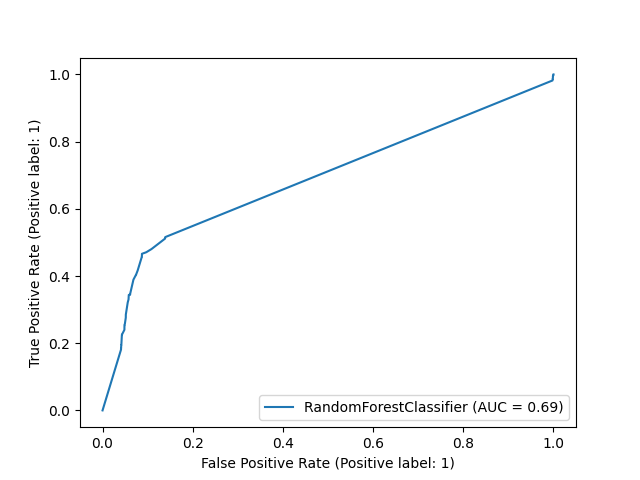 1.0
0.8
0.6
0.4
0.2
0.0
True Positive Rate (Positive label: 1)
RandomForestClassifier (AUC = 0.69)
0.0 0.2 0.4 0.6 0.8 1.0
False Positive Rate (Positive label: 1)